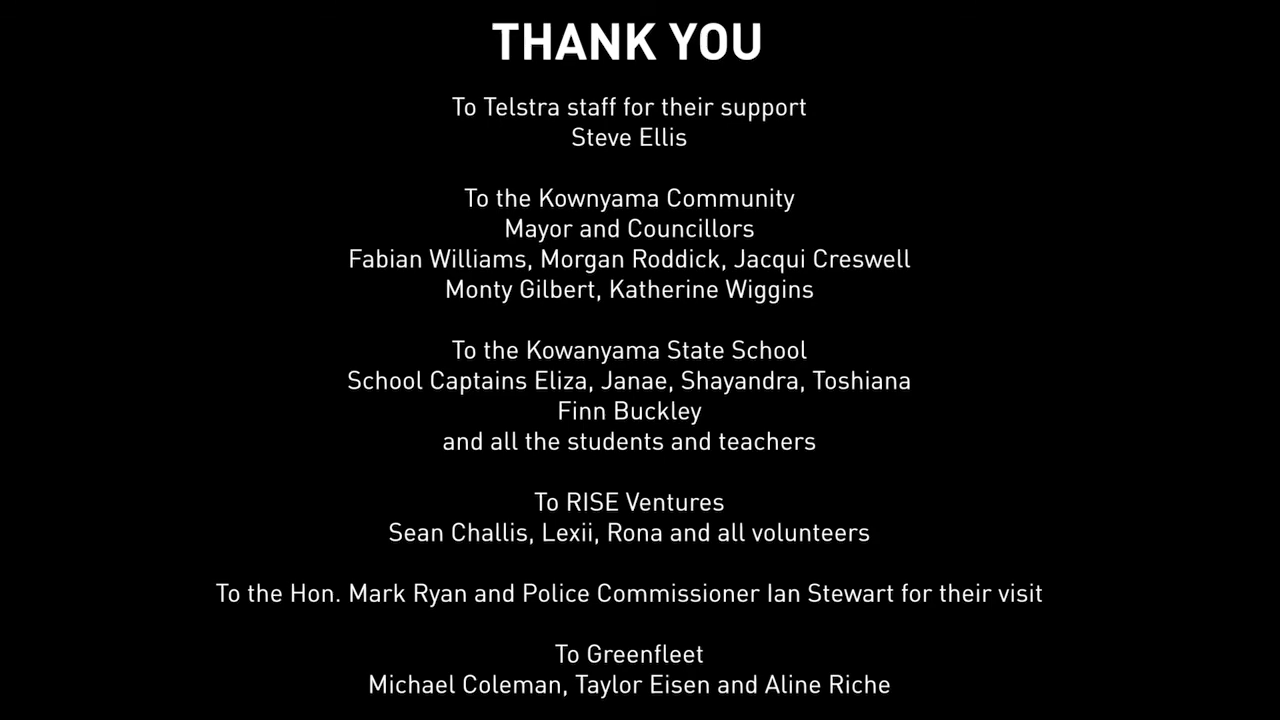 THANK YOU
To Telstra staff for their support
Steve Ellis
To the Kownyama Community
Mayor and Councillors
Fabian Williams, Morgan Roddick, Jacqui Creswell
Monty Gilbert, Katherine Wiggins
To the Kowanyama State School
School Captains Eliza, Janae, Shayandra, Toshiana
Finn Buckley
and all the students and teachers
To RISE Ventures
Sean Challis, Lexii, Rona and all volunteers
To the Hon. Mark Ryan and Police Commissioner Ian Stewart for their visit
To Greenfleet
Michael Coleman, Taylor Eisen and Aline Riche